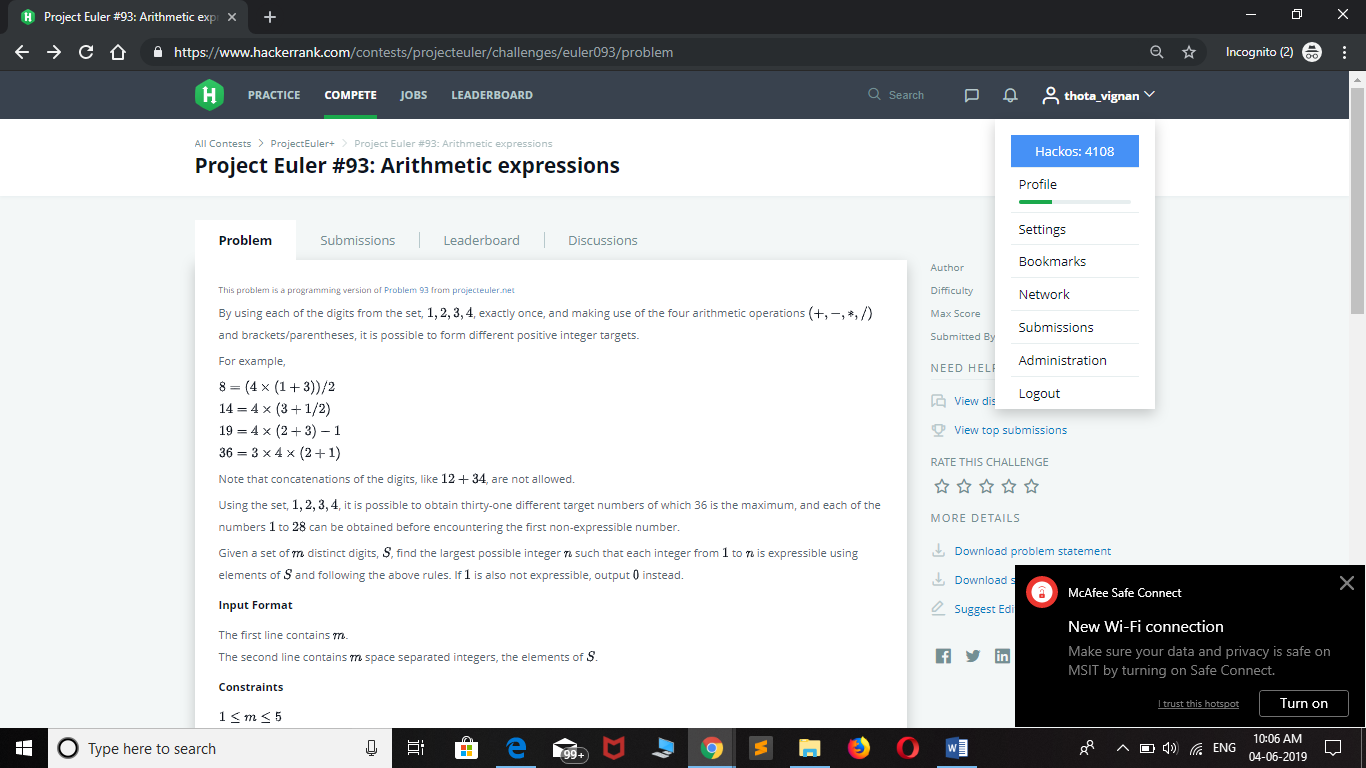 Project Euler #93: Arithmetic exp
https://www.hackerrank.com/contests/projecteuler/challenges/euler093/problem
Incognito (2)
H
PRACTICE
COMPETE
JOBS
LEADERBOARD
Search
thota_vignan
All Contests > ProjectEuler+ > Project Euler #93: Arithmetic expressions
Project Euler #93: Arithmetic expressions
Hackos: 4108
Profile
Settings
Bookmarks
Network
Submissions
Administration
Logout
Problem
Submissions
Leaderboard
Discussions
This problem is a programming version of Problem 93 from projecteuler.net
By using each of the digits from the set, 1, 2, 3, 4, exactly once, and making use of the four arithmetic operations (+, −, *, /)
and brackets/parentheses, it is possible to form different positive integer targets.
For example,
8 = (4 × (1 + 3))/2
14 = 4 × (3 + 1/2)
19 = 4 × (2 + 3) − 1
36 = 3 × 4 × (2 + 1)
Note that concatenations of the digits, like 12 + 34, are not allowed.
Using the set, 1, 2, 3, 4, it is possible to obtain thirty-one different target numbers of which 36 is the maximum, and each of the
numbers 1 to 28 can be obtained before encountering the first non-expressible number.
Given a set of m distinct digits, S, find the largest possible integer n such that each integer from 1 to n is expressible using
elements of S and following the above rules. If 1 is also not expressible, output 0 instead.
Input Format
The first line contains m.
The second line contains m space separated integers, the elements of S.
Constraints
1 ≤ m ≤ 5
Author
Difficulty
Max Score
Submitted By
NEED HEL
View dis
View top submissions
RATE THIS CHALLENGE
MORE DETAILS
Download problem statement
Download s
Suggest Edi
McAfee Safe Connect
New Wi-Fi connection
Make sure your data and privacy is safe on
MSIT by turning on Safe Connect.
I trust this hotspot
Turn on
Type here to search
99+
ENG
10:06 AM
04-06-2019